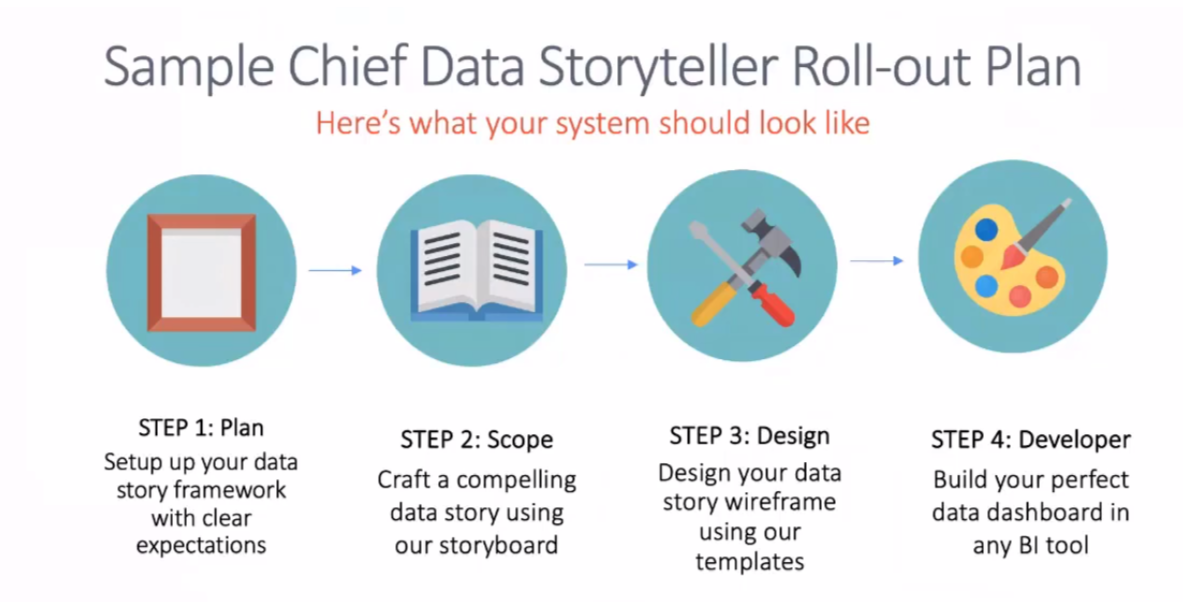 Sample Chief Data Storyteller Roll-out Plan
Here's what your system should look like
STEP 1: Plan
Setup up your data
story framework
with clear
expectations
STEP 2: Scope
Craft a compelling
data story using
our storyboard
STEP 3: Design
Design your data
story wireframe
using our
templates
STEP 4: Developer
Build your perfect
data dashboard in
any BI tool